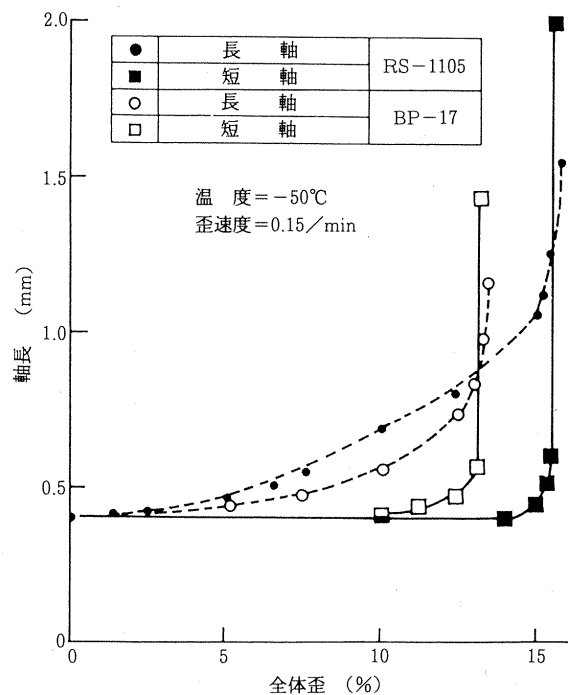 2.0
● 長 軸 RS-1105
■ 短 軸
○ 長 軸 BP-17
□ 短 軸
1.5
温 度=-50℃
歪速度=0.15/min
軸長 (mm)
1.0
0.5
0
0 5 10 15
全体歪 (%)